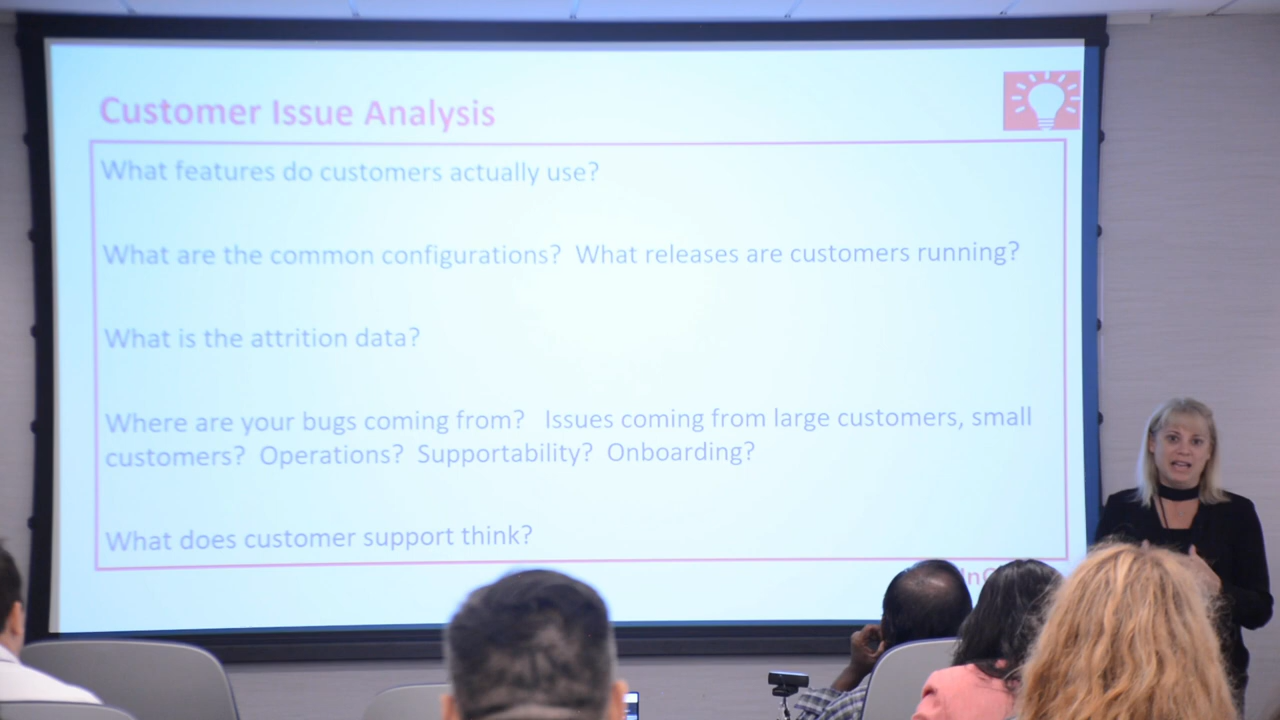 Customer Issue Analysis
What features do customers actually use?
What are the common configurations?  What releases are customers running?
What is the attrition data?
Where are your bugs coming from?   Issues coming from large customers, small
customers?  Operations?  Supportability?  Onboarding?
What does customer support think?